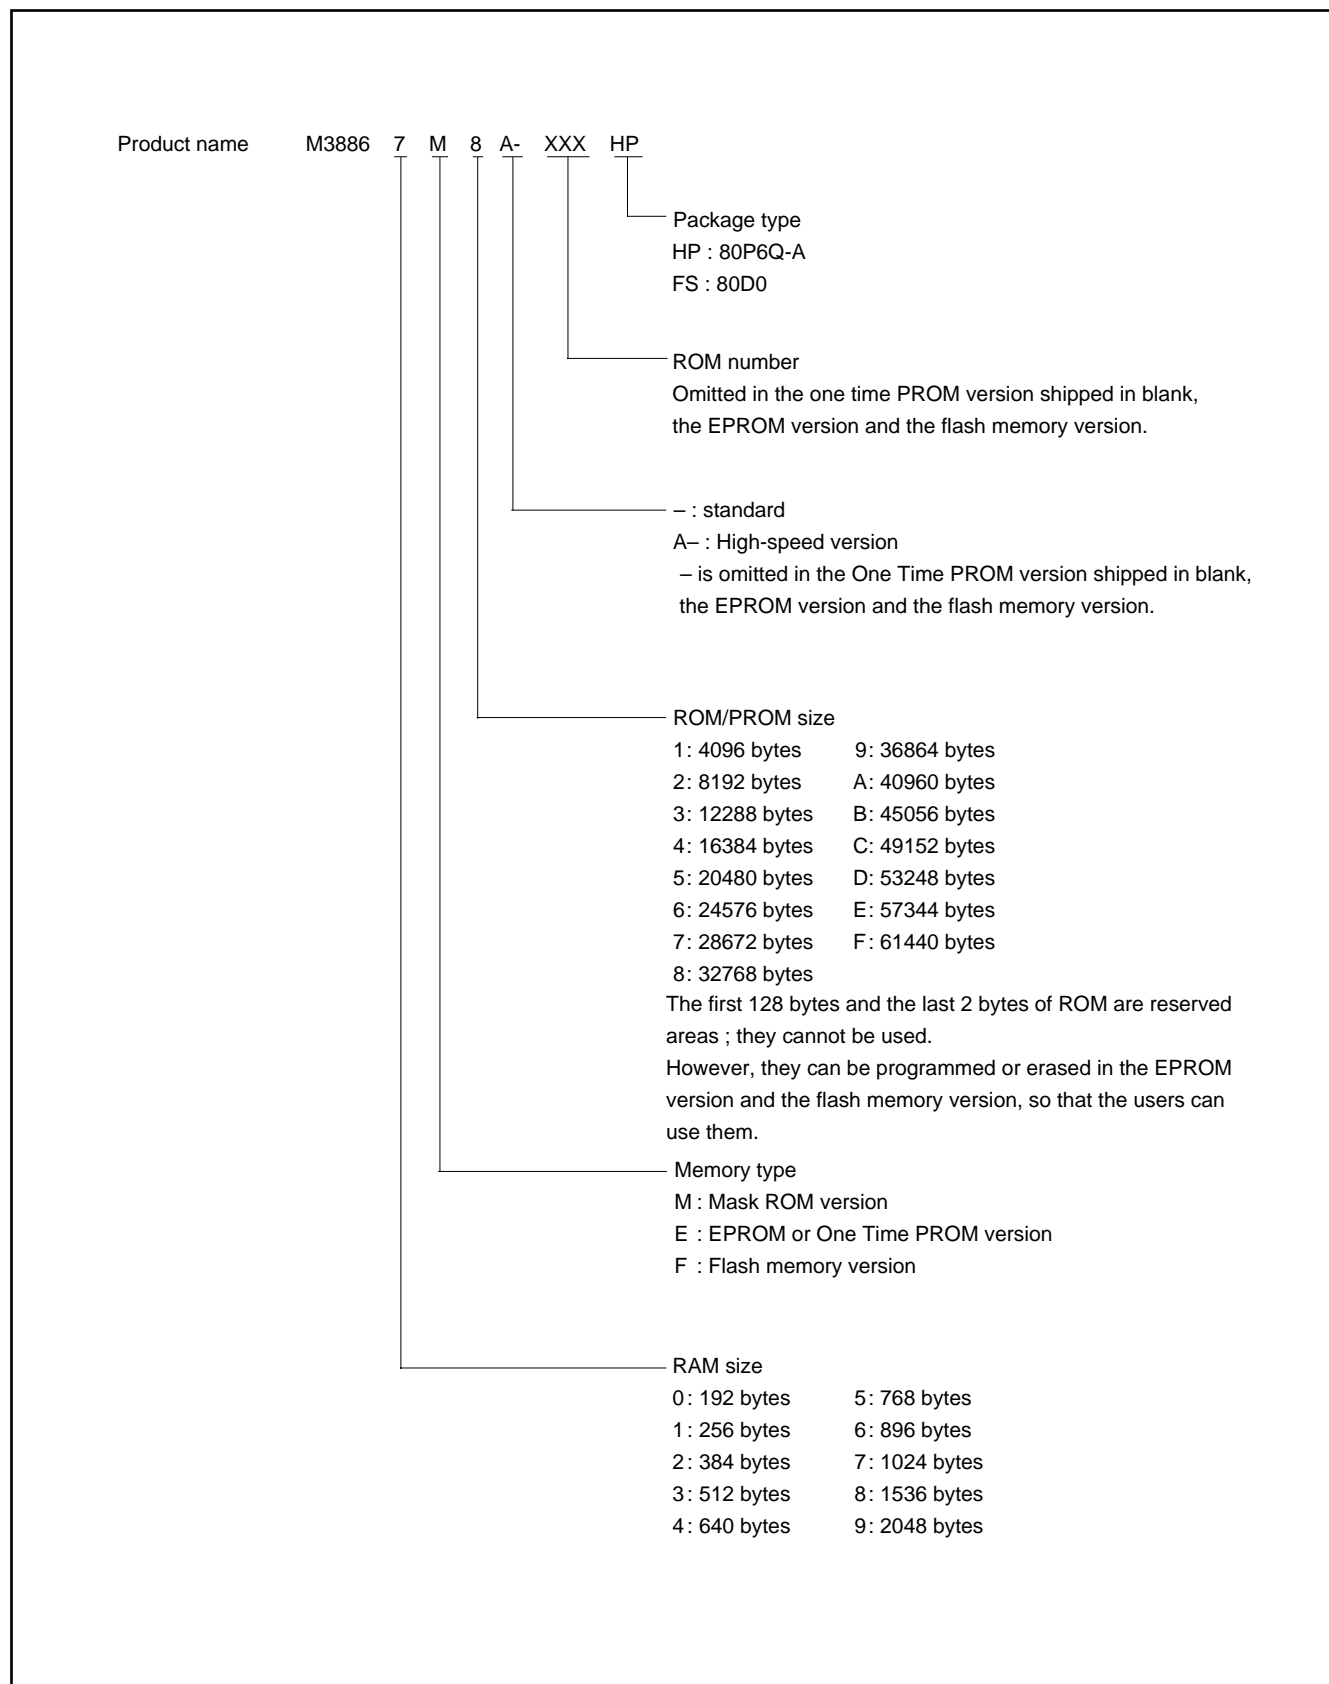 Product name M3886 7 M 8 A- XXX HP
Package type
HP : 80P6Q-A
FS : 80D0
ROM number
Omitted in the one time PROM version shipped in blank,
the EPROM version and the flash memory version.
– : standard
A– : High-speed version
– is omitted in the One Time PROM version shipped in blank,
the EPROM version and the flash memory version.
ROM/PROM size
1: 4096 bytes 9: 36864 bytes
2: 8192 bytes A: 40960 bytes
3: 12288 bytes B: 45056 bytes
4: 16384 bytes C: 49152 bytes
5: 20480 bytes D: 53248 bytes
6: 24576 bytes E: 57344 bytes
7: 28672 bytes F: 61440 bytes
8: 32768 bytes
The first 128 bytes and the last 2 bytes of ROM are reserved
areas ; they cannot be used.
However, they can be programmed or erased in the EPROM
version and the flash memory version, so that the users can
use them.
Memory type
M : Mask ROM version
E : EPROM or One Time PROM version
F : Flash memory version
RAM size
0: 192 bytes 5: 768 bytes
1: 256 bytes 6: 896 bytes
2: 384 bytes 7: 1024 bytes
3: 512 bytes 8: 1536 bytes
4: 640 bytes 9: 2048 bytes